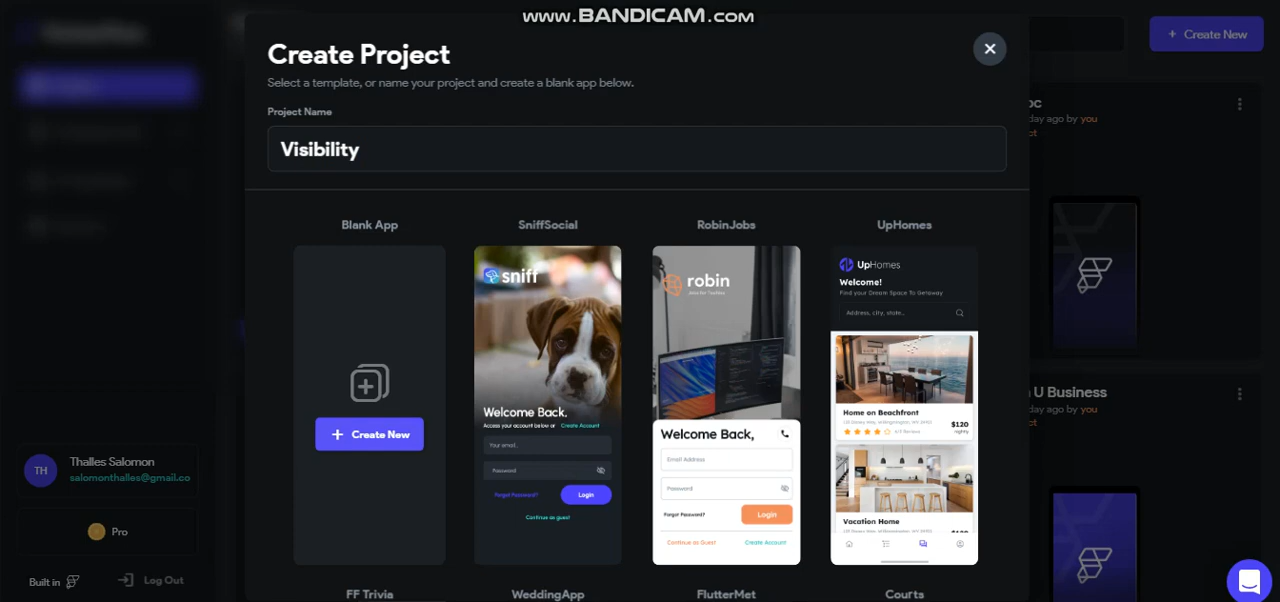 www.BANDICAM.com
Create Project
Select a template, or name your project and create a blank app below.
Project Name
Visibility
+ Create New
day ago by you
U Business
day ago by you
Blank App
SniffSocial
RobinJobs
UpHomes
+ Create New
sniff
Welcome Back.
Access your account below or Create Account
Your email...
Password
Forgot Password?
Login
Continue as guest
robin
Jobs for Techies
Welcome Back,
Email Address
Password
Forgot Password?
Login
Continue as Guest
Create Account
UpHomes
Welcome!
Find your Dream Space To Getaway
Address, city, state..
Home on Beachfront
$120
nightly
Vacation Home
FF Trivia
WeddingApp
FlutterMet
Courts
TH
Thalles Salomon
salomonthalles@gmail.co
Pro
Built in
Log Out